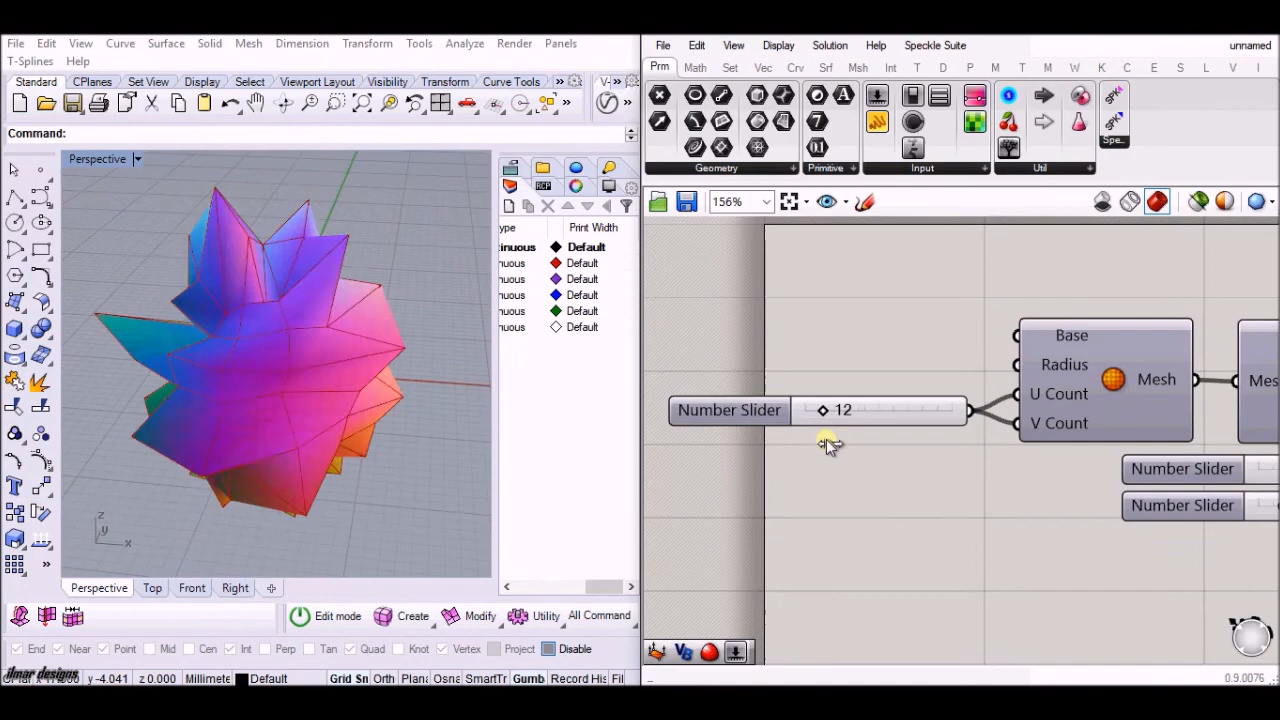 File Edit View Curve Surface Solid Mesh Dimension Transform Tools Analyze Render Panels
T-Splines Help
Standard CPlanes Set View Display Select Viewport Layout Visibility Transform Curve Tools » V- »
» »
Command:
Perspective
ype Print Width
inuous Default
nuous Default
nuous Default
nuous Default
nuous Default
nuous Default
z
y
x
Perspective Top Front Right
»
Edit mode Create Modify Utility All Command
End Near Point Mid Cen Int Perp Tan Quad Knot Vertex Project Disable
ilmar designs
y -4.041 z 0.000 Millimete Default Grid Sn Orth Plana Osna SmartTr Gumb Record His Fil
File Edit View Display Solution Help Speckle Suite unnamed
Prm Math Set Vec Crv Srf Msh Int T D P M T M W K C E S L V I
Geometry Primitive Input Util Spe..
156%
Number Slider 12
Base
Radius
U Count
V Count
Mesh
Mes
Number Slider
Number Slider
0.9.0076